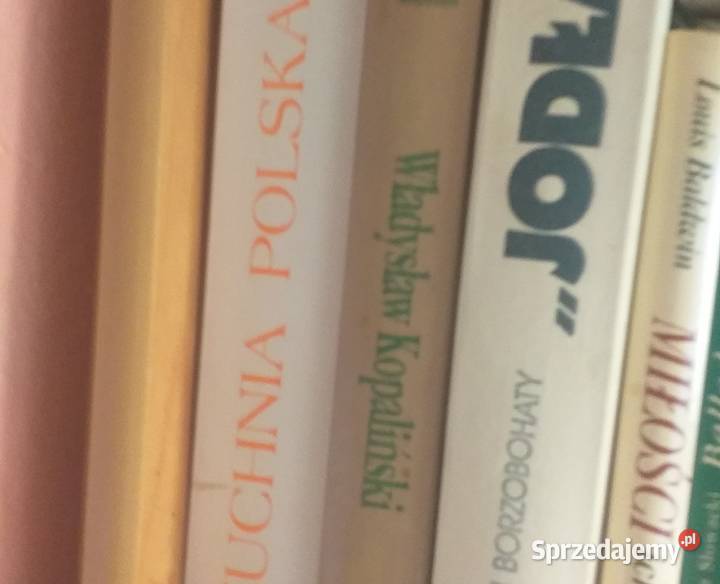 UCHNIA POLSKA
Władysław Kopaliński
„JODŁ
BORZOBOHATY
Louis Baldwin
MIŁOŚCI
Sprzedajemy.pl